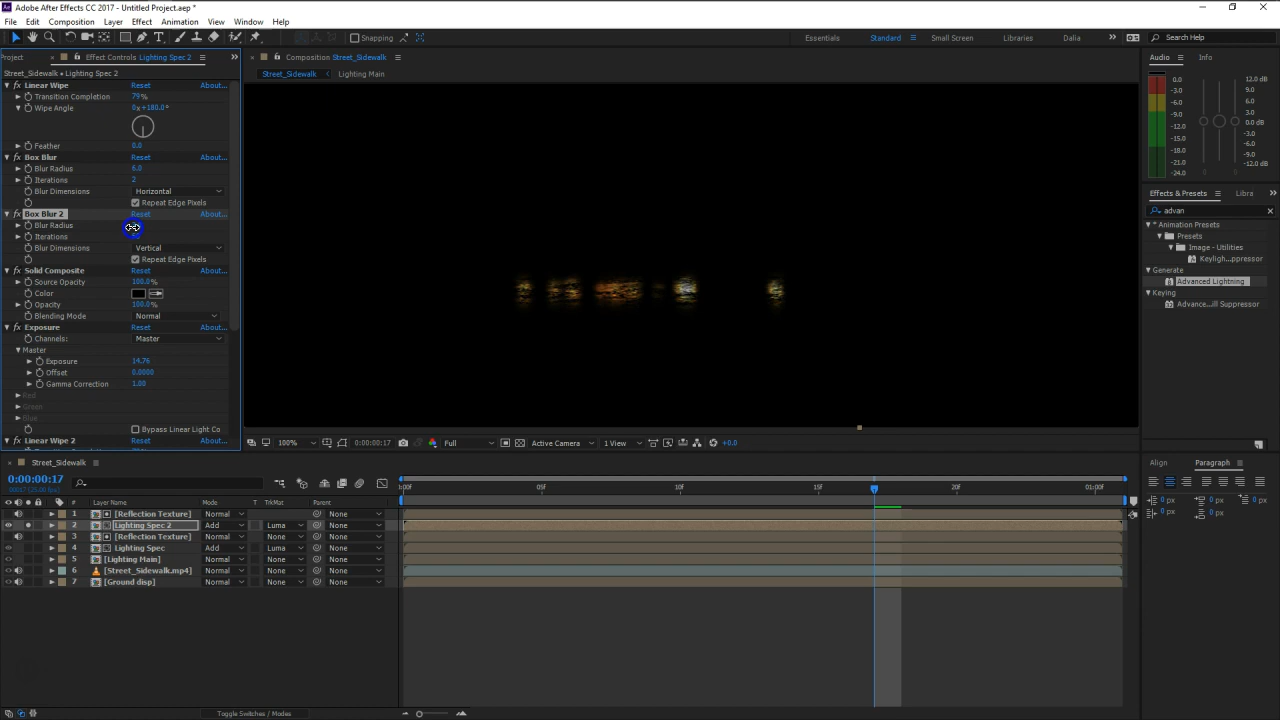 Adobe After Effects CC 2017 - Untitled Project.aep *
File Edit Composition Layer Effect Animation View Window Help
Snapping Essentials Standard Small Screen Libraries Dalia Search Help
Project Effect Controls Lighting Spec 2 Composition Street_Sidewalk Audio Info
Street_Sidewalk • Lighting Spec 2
Street_Sidewalk Lighting Main
Linear Wipe Reset About...
Transition Completion 79%
Wipe Angle 0x+180.0°
Feather 0.0
Box Blur Reset About...
Blur Radius 6.0
Iterations 2
Blur Dimensions Horizontal
Repeat Edge Pixels
Box Blur 2 Reset About...
Blur Radius
Iterations
Blur Dimensions Vertical
Repeat Edge Pixels
Solid Composite Reset About...
Source Opacity 100.0%
Color
Opacity 100.0%
Blending Mode Normal
Exposure Reset About...
Channels: Master
Master
Exposure 14.76
Offset 0.0000
Gamma Correction 1.00
Red
Green
Blue
Bypass Linear Light Co
Linear Wipe 2 Reset About...
0.0
-3.0
-6.0
-9.0
-12.0
-15.0
-18.0
-21.0
-24.0
12.0 dB
9.0
6.0
3.0
0.0 dB
-3.0
-6.0
-9.0
-12.0 dB
Effects & Presets Libra
advan
* Animation Presets
Presets
Image - Utilities
Keyligh...ppressor
Generate
Advanced Lightning
Keying
Advance...ill Suppressor
100% 0:00:00:17 Full Active Camera 1 View +0.0
Street_Sidewalk
0:00:00:17
00017 (25.00 fps)
# Layer Name Mode T TrkMat Parent
1 [Reflection Texture] Normal None
2 Lighting Spec 2 Add Luma None
3 [Reflection Texture] Normal None None
4 Lighting Spec Add Luma None
5 [Lighting Main] Normal None None
6 [Street_Sidewalk.mp4] Normal None None
7 [Ground disp] Normal None None
:00F 05F 10F 15F 20F 01:00F
Toggle Switches / Modes
Align Paragraph
0 px 0 px 0 px
0 px 0 px